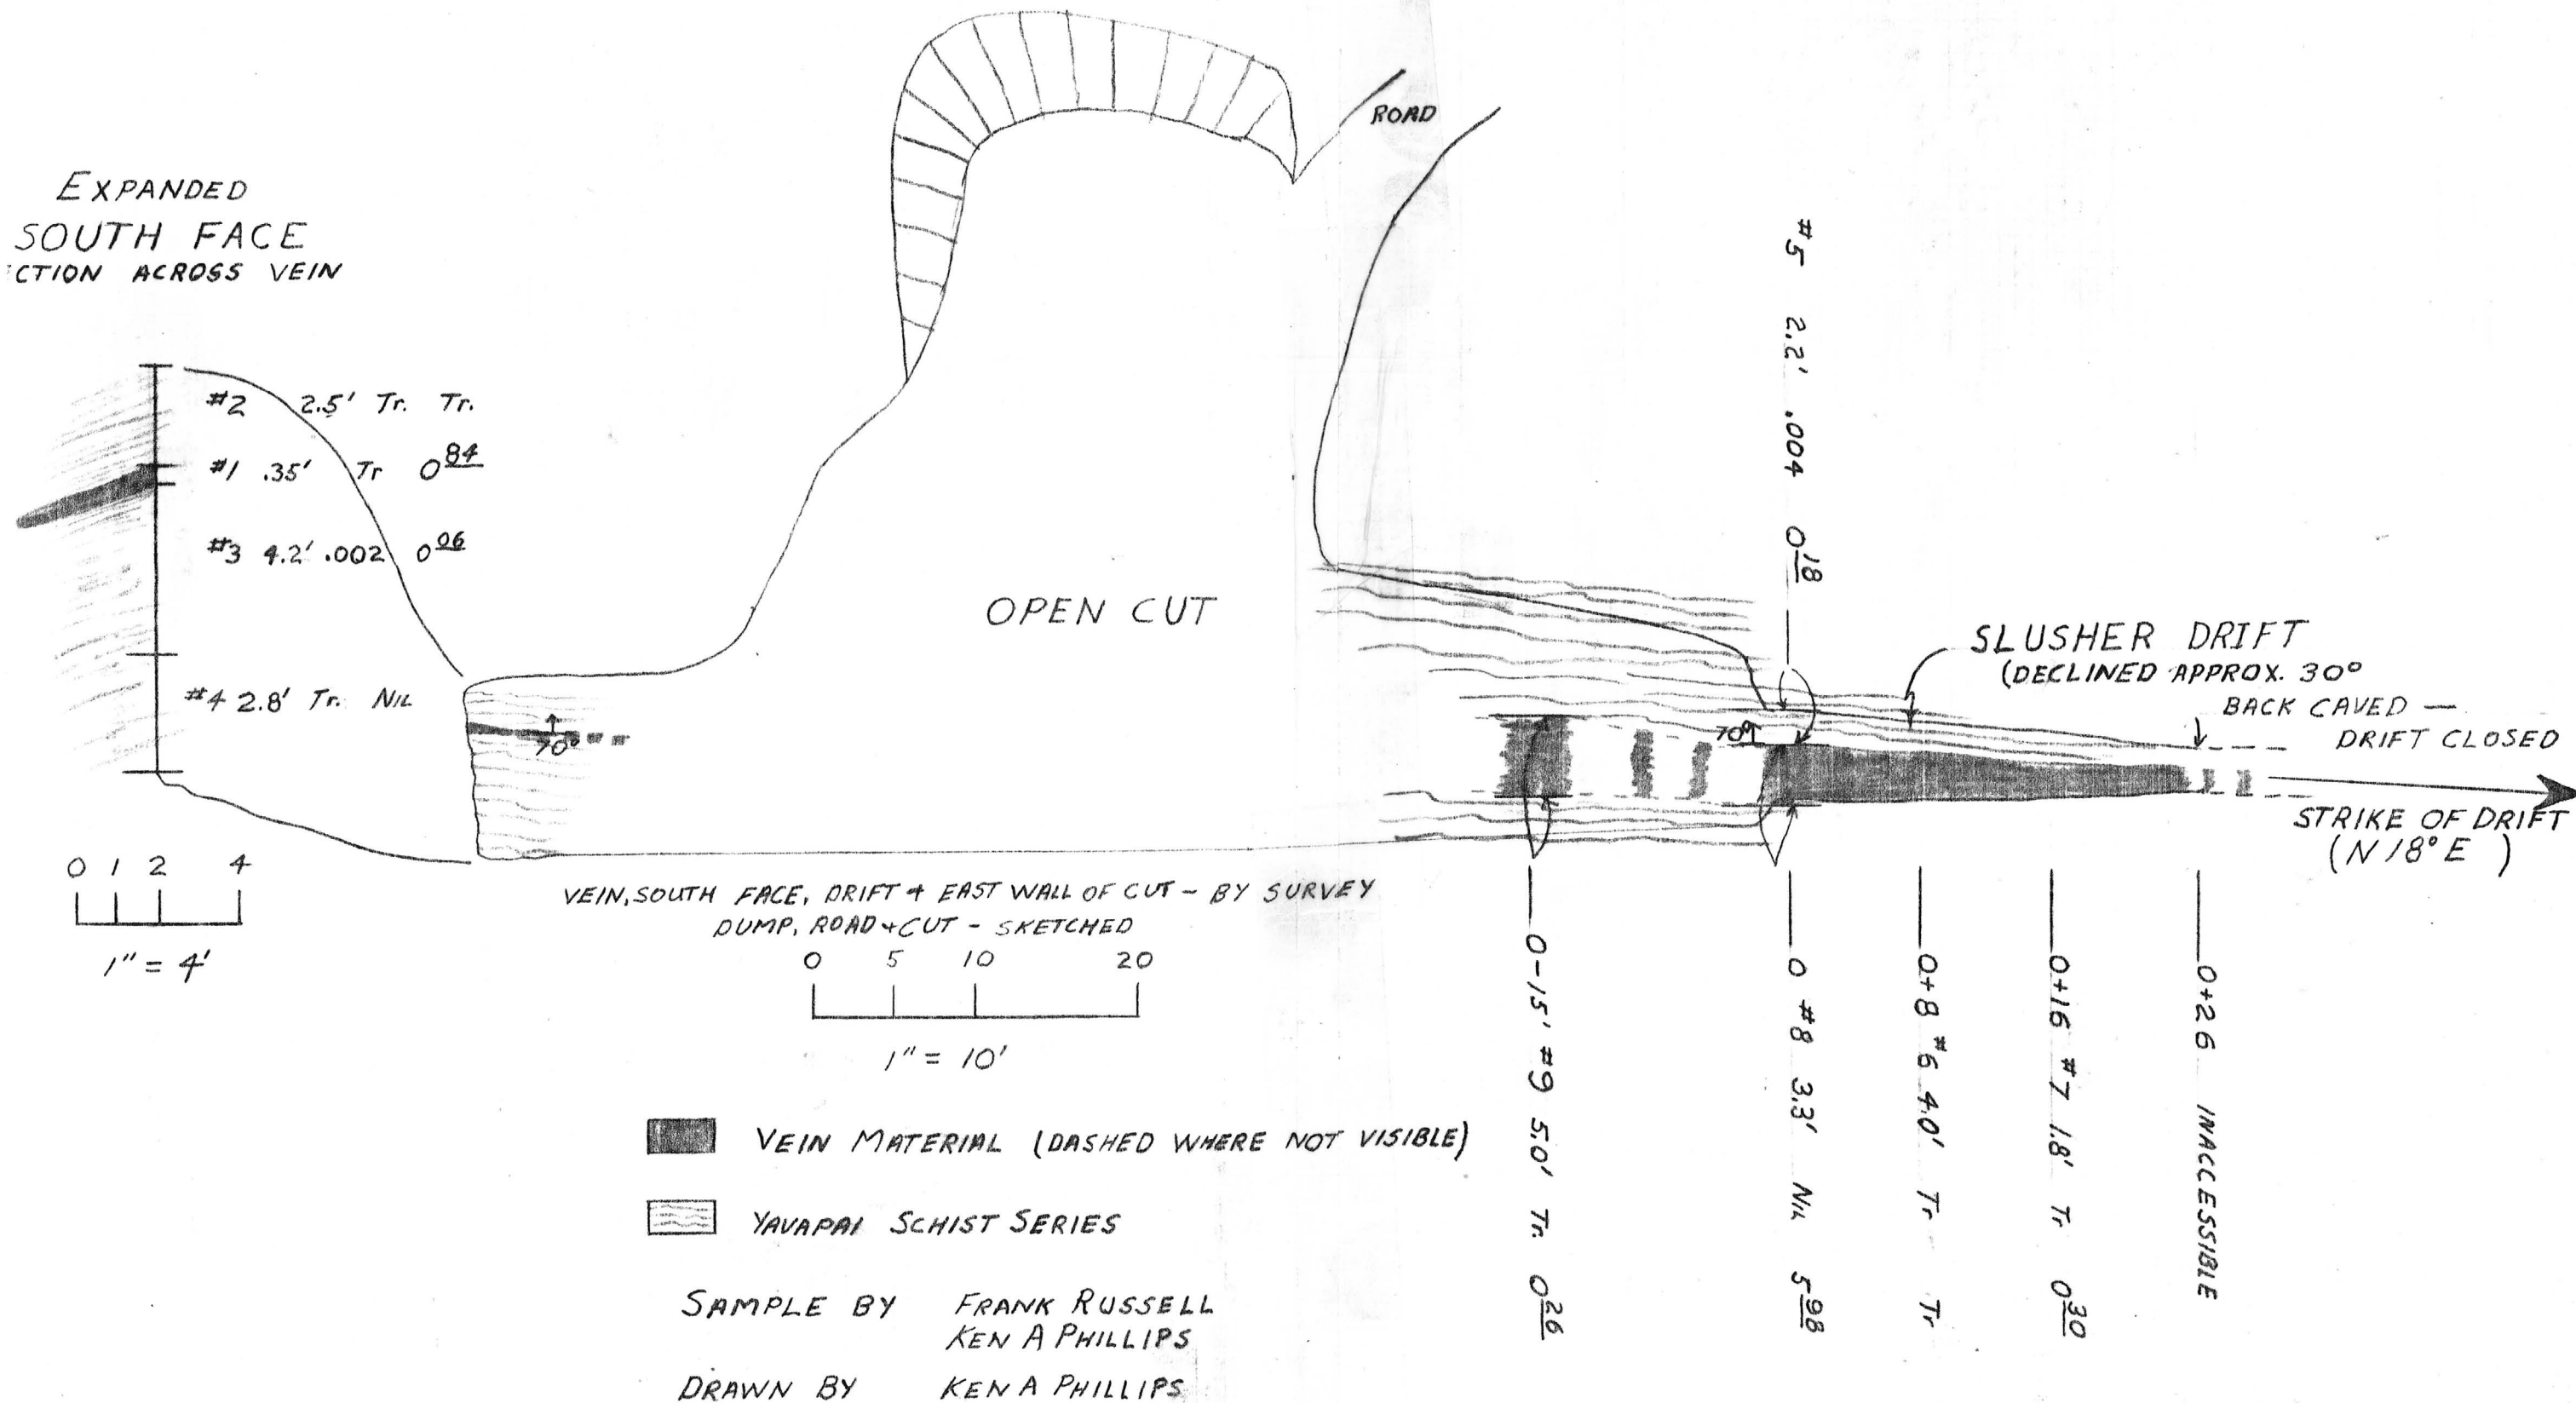 EXPANDED
SOUTH FACE
CTION ACROSS VEIN
#2 2.5' Tr. Tr.
#1 .35' Tr 0 84
#3 4.2' .002 0 06
#4 2.8' Tr. NIL
0 1 2 4
1" = 4'
ROAD
OPEN CUT
70°
#5 2.2' .004 0 18
70°
SLUSHER DRIFT
(DECLINED APPROX. 30°
BACK CAVED —
DRIFT CLOSED
STRIKE OF DRIFT
(N 18° E )
VEIN, SOUTH FACE, DRIFT + EAST WALL OF CUT - BY SURVEY
DUMP, ROAD + CUT - SKETCHED
0 5 10 20
1" = 10'
VEIN MATERIAL (DASHED WHERE NOT VISIBLE)
YAVAPAI SCHIST SERIES
SAMPLE BY FRANK RUSSELL
KEN A PHILLIPS
DRAWN BY KEN A PHILLIPS
0-15' #9 5.0' Tr. 0 26
0 #8 3.3' NIL 5 98
0+8 #6 4.0' Tr Tr
0+16 #7 1.8' Tr 0 30
0+26 INACCESSIBLE